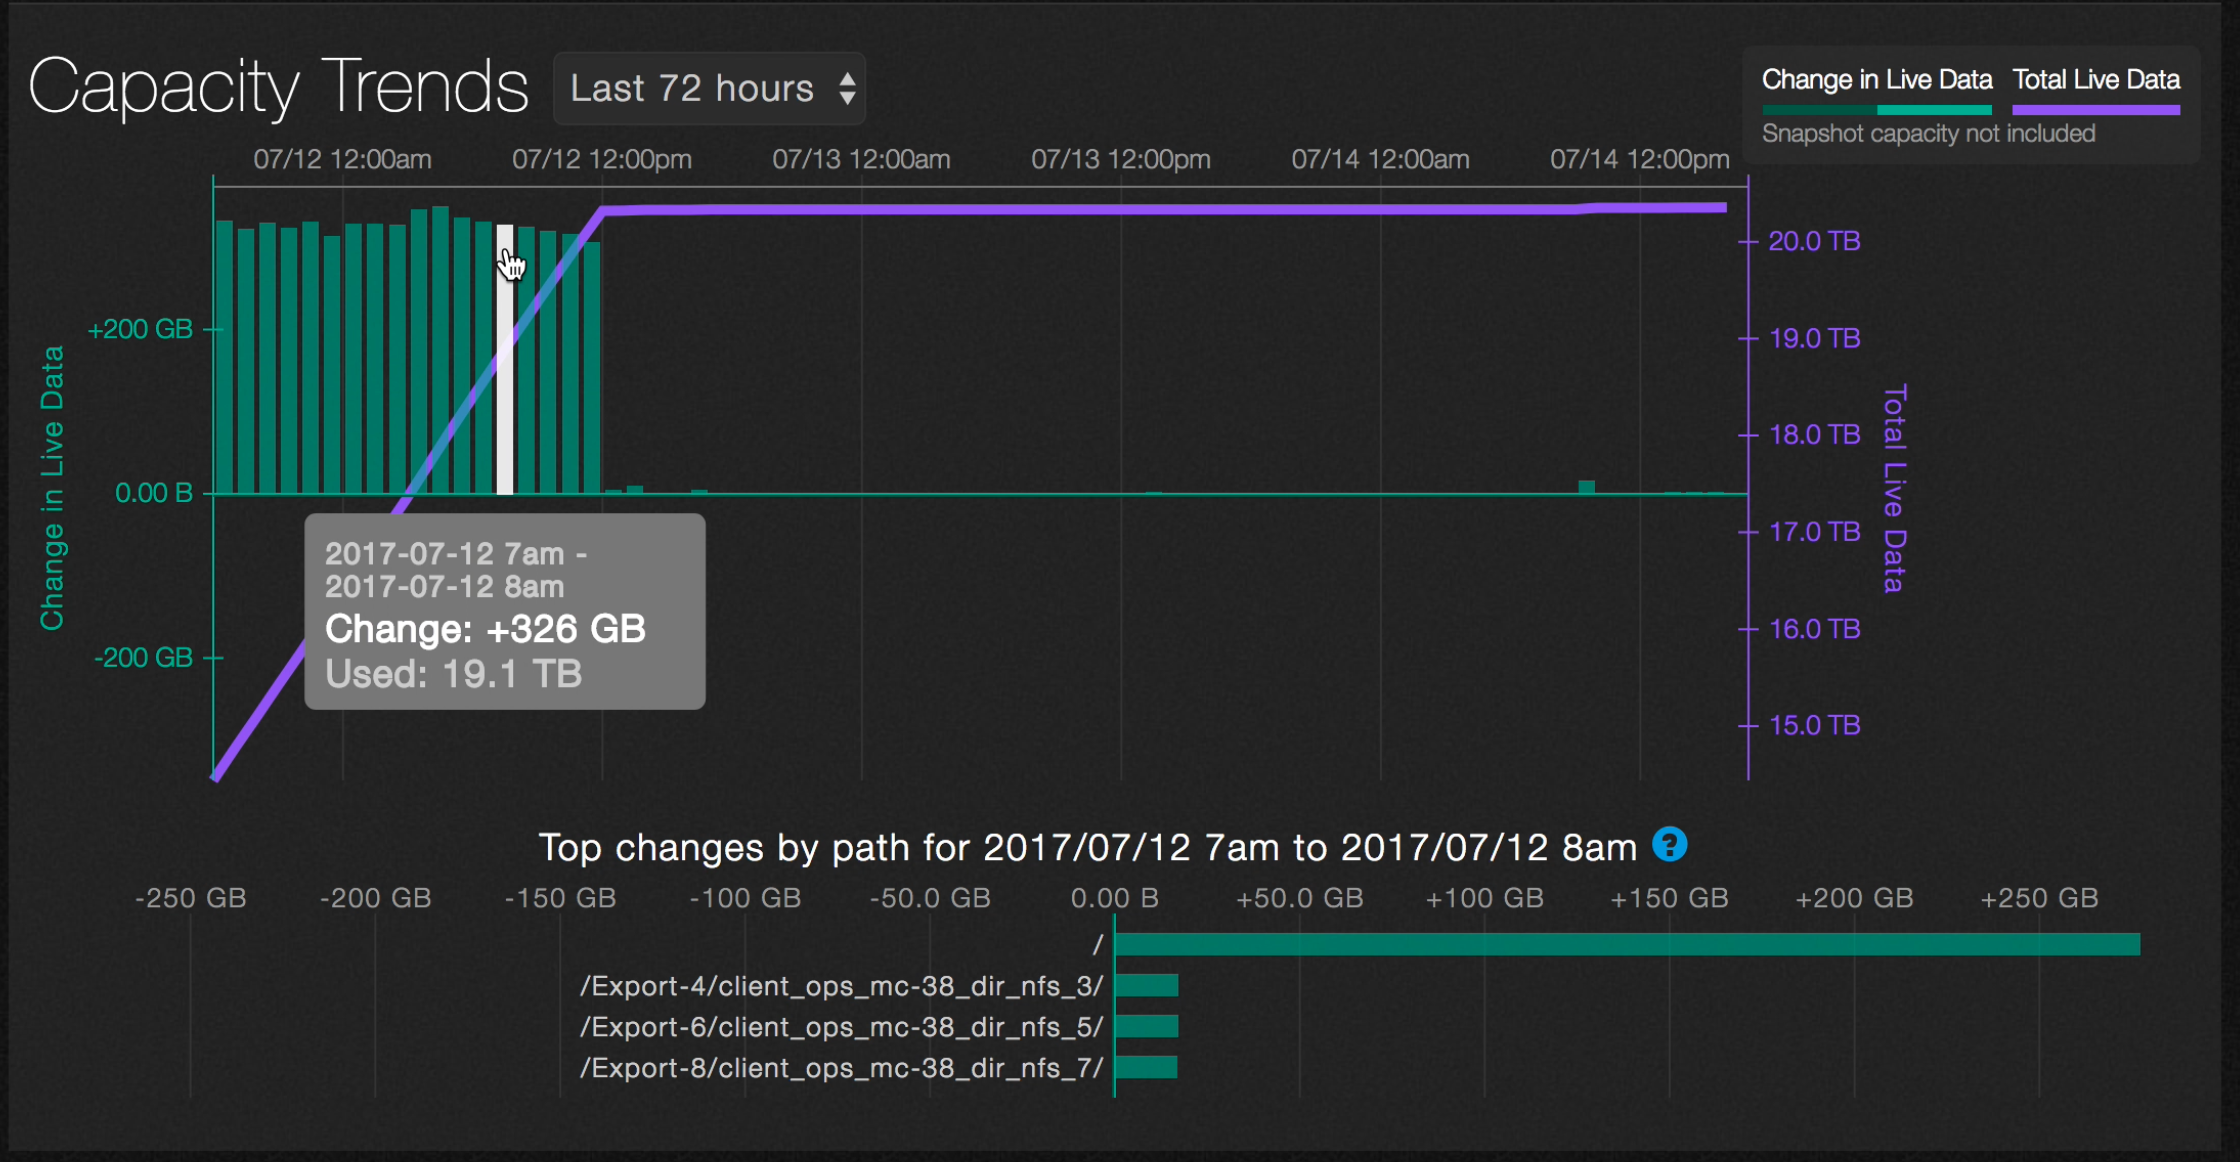 Capacity Trends
Last 72 hours
Change in Live Data Total Live Data
Snapshot capacity not included
07/12 12:00am 07/12 12:00pm 07/13 12:00am 07/13 12:00pm 07/14 12:00am 07/14 12:00pm
Change in Live Data
+200 GB
0.00 B
-200 GB
20.0 TB
19.0 TB
18.0 TB
17.0 TB
16.0 TB
15.0 TB
Total Live Data
2017-07-12 7am -
2017-07-12 8am
Change: +326 GB
Used: 19.1 TB
Top changes by path for 2017/07/12 7am to 2017/07/12 8am ?
-250 GB -200 GB -150 GB -100 GB -50.0 GB 0.00 B +50.0 GB +100 GB +150 GB +200 GB +250 GB
/
/Export-4/client_ops_mc-38_dir_nfs_3/
/Export-6/client_ops_mc-38_dir_nfs_5/
/Export-8/client_ops_mc-38_dir_nfs_7/